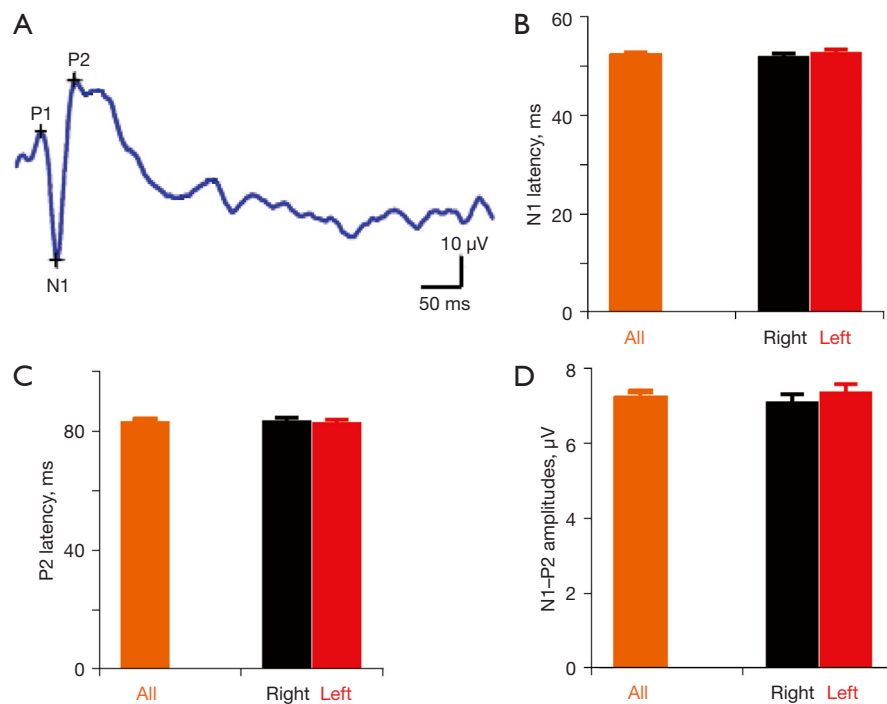 A
P1
P2
N1
10 µV
50 ms
B
N1 latency, ms
60
40
20
0
All
Right
Left
C
P2 latency, ms
80
40
0
All
Right
Left
D
N1–P2 amplitudes, µV
8
6
4
2
0
All
Right
Left